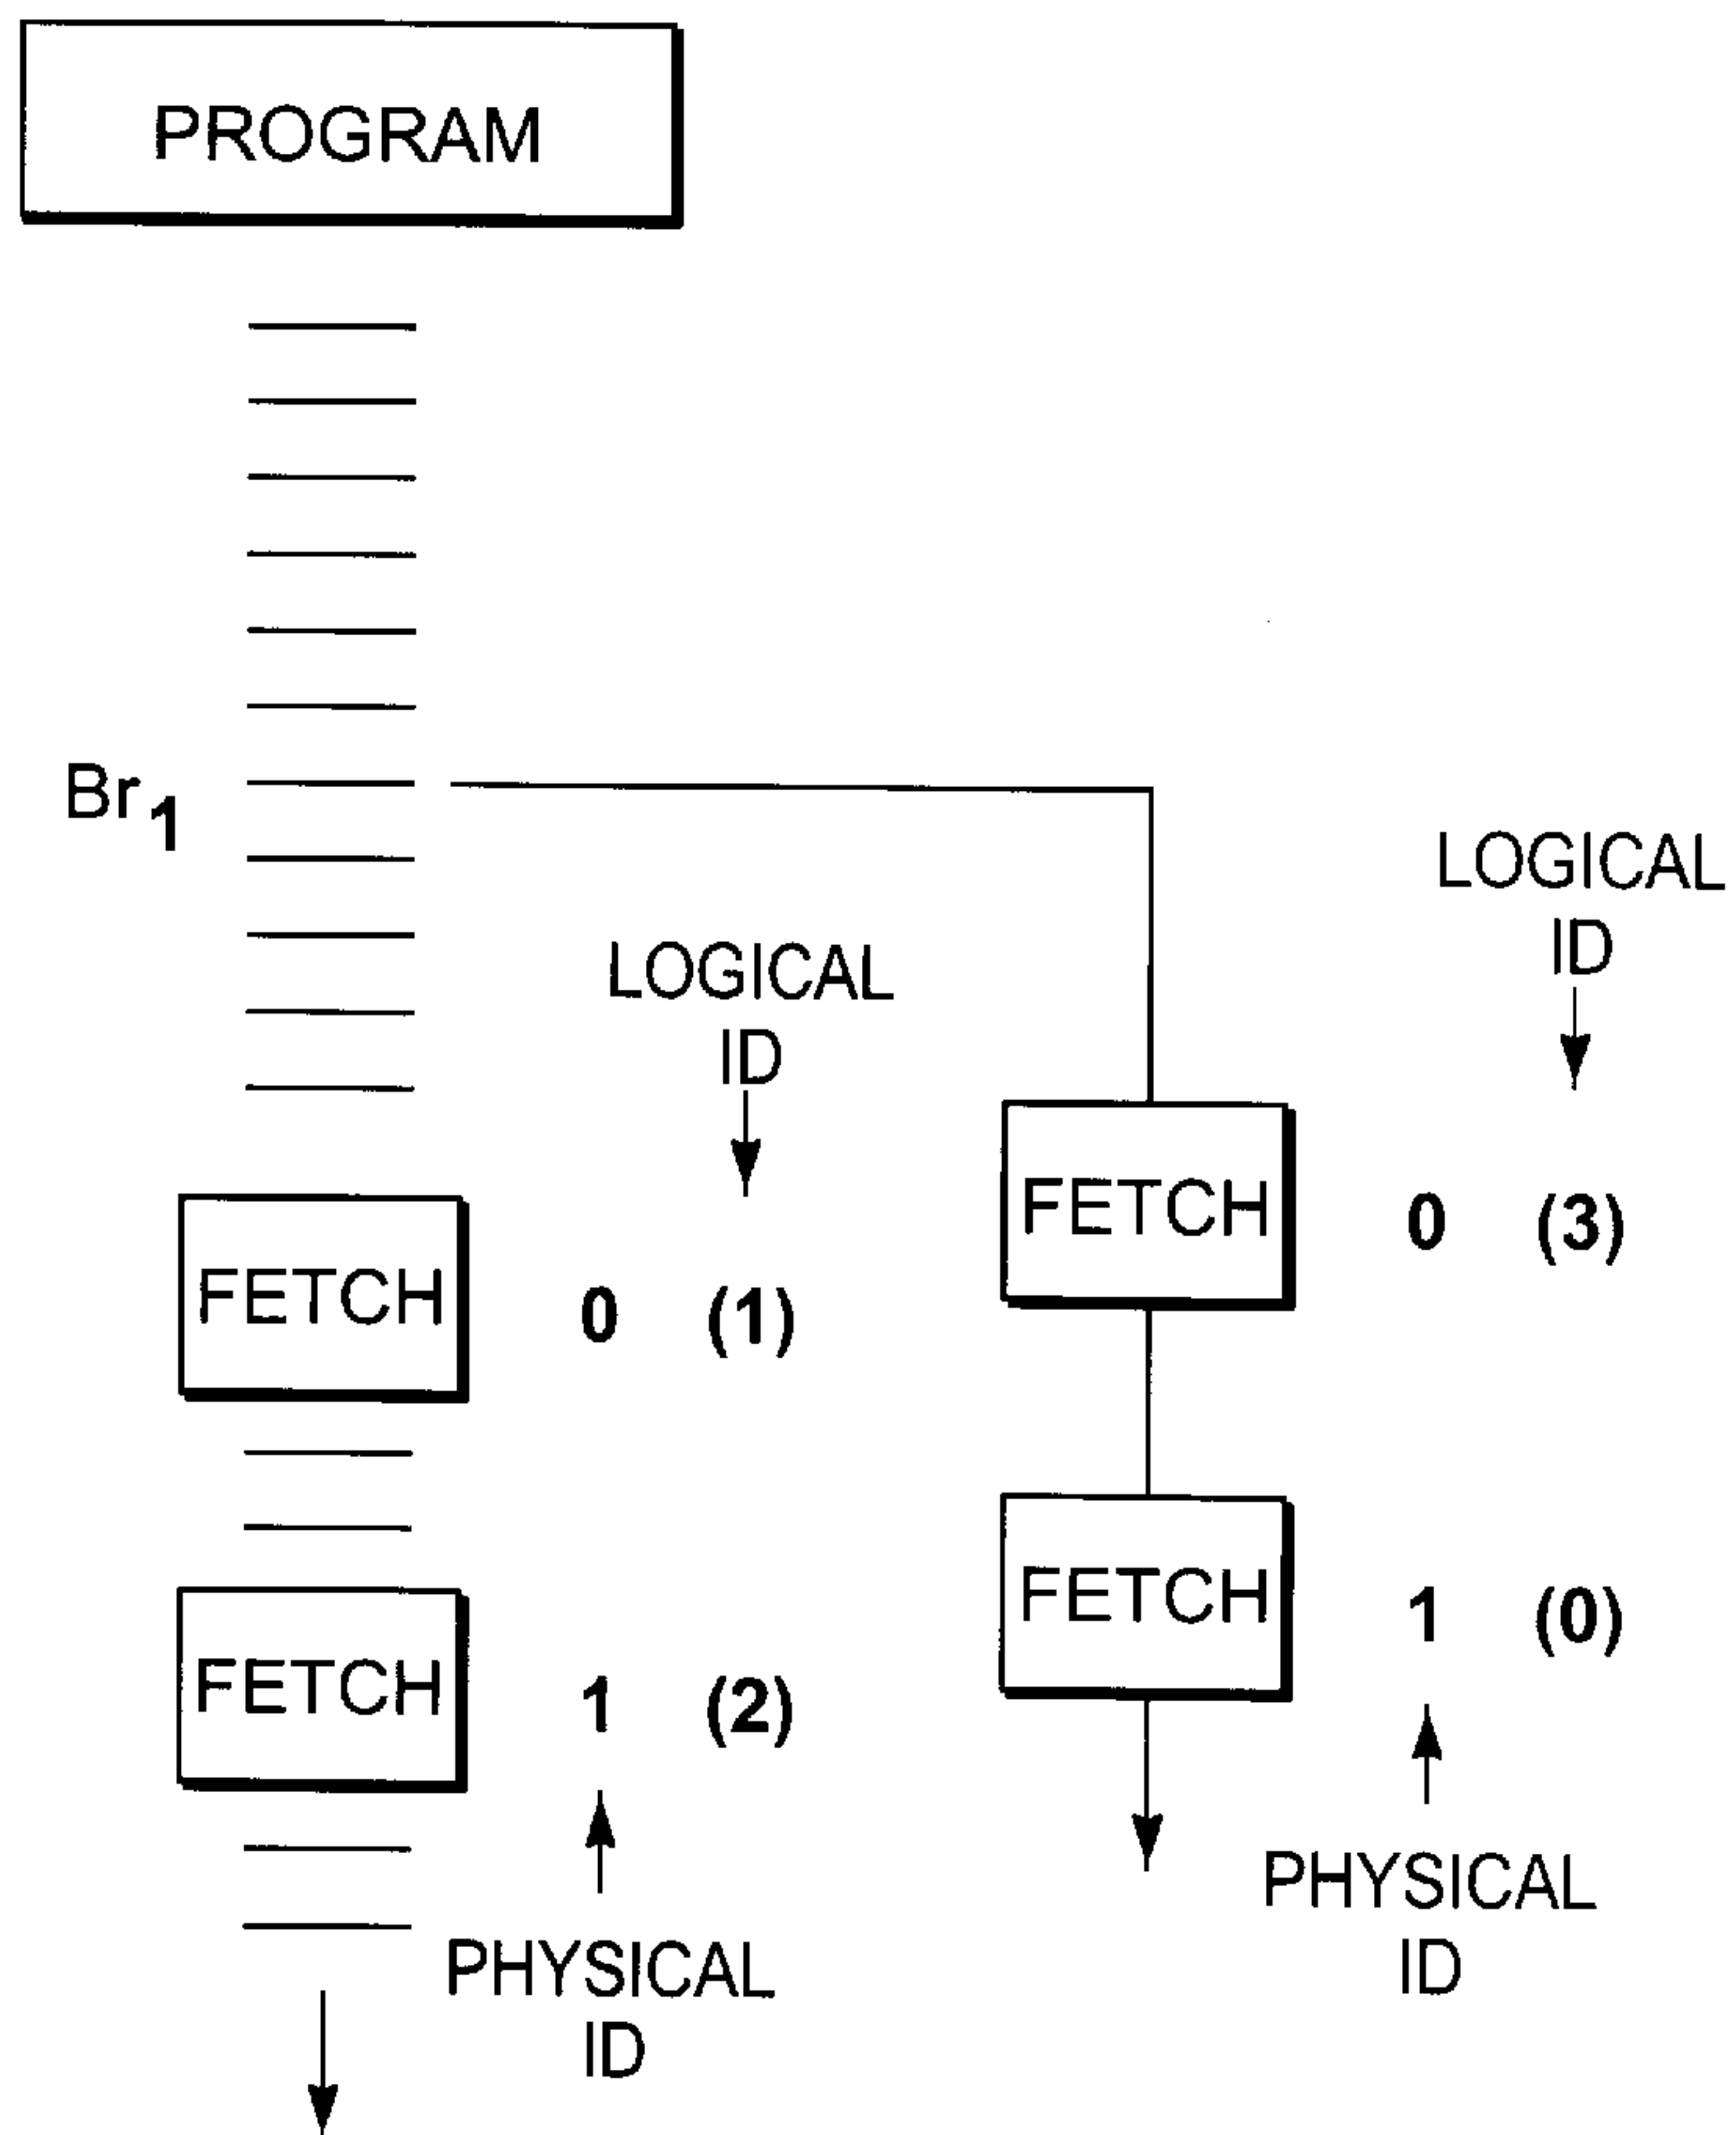 PROGRAM
Br1
LOGICAL
ID
LOGICAL
ID
FETCH 0 (3)
FETCH 0 (1)
FETCH 1 (0)
FETCH 1 (2)
PHYSICAL
ID
PHYSICAL
ID